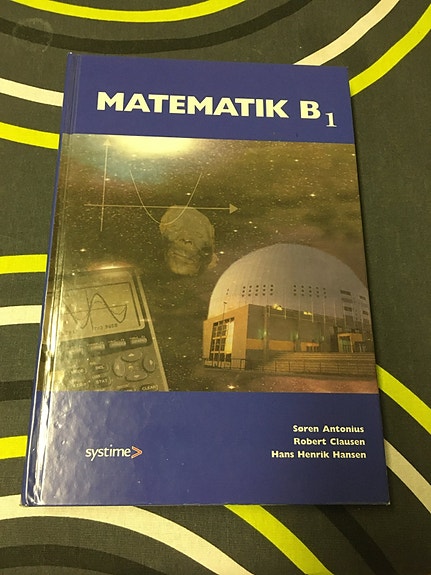 MATEMATIK B1
systime>
Søren Antonius
Robert Clausen
Hans Henrik Hansen